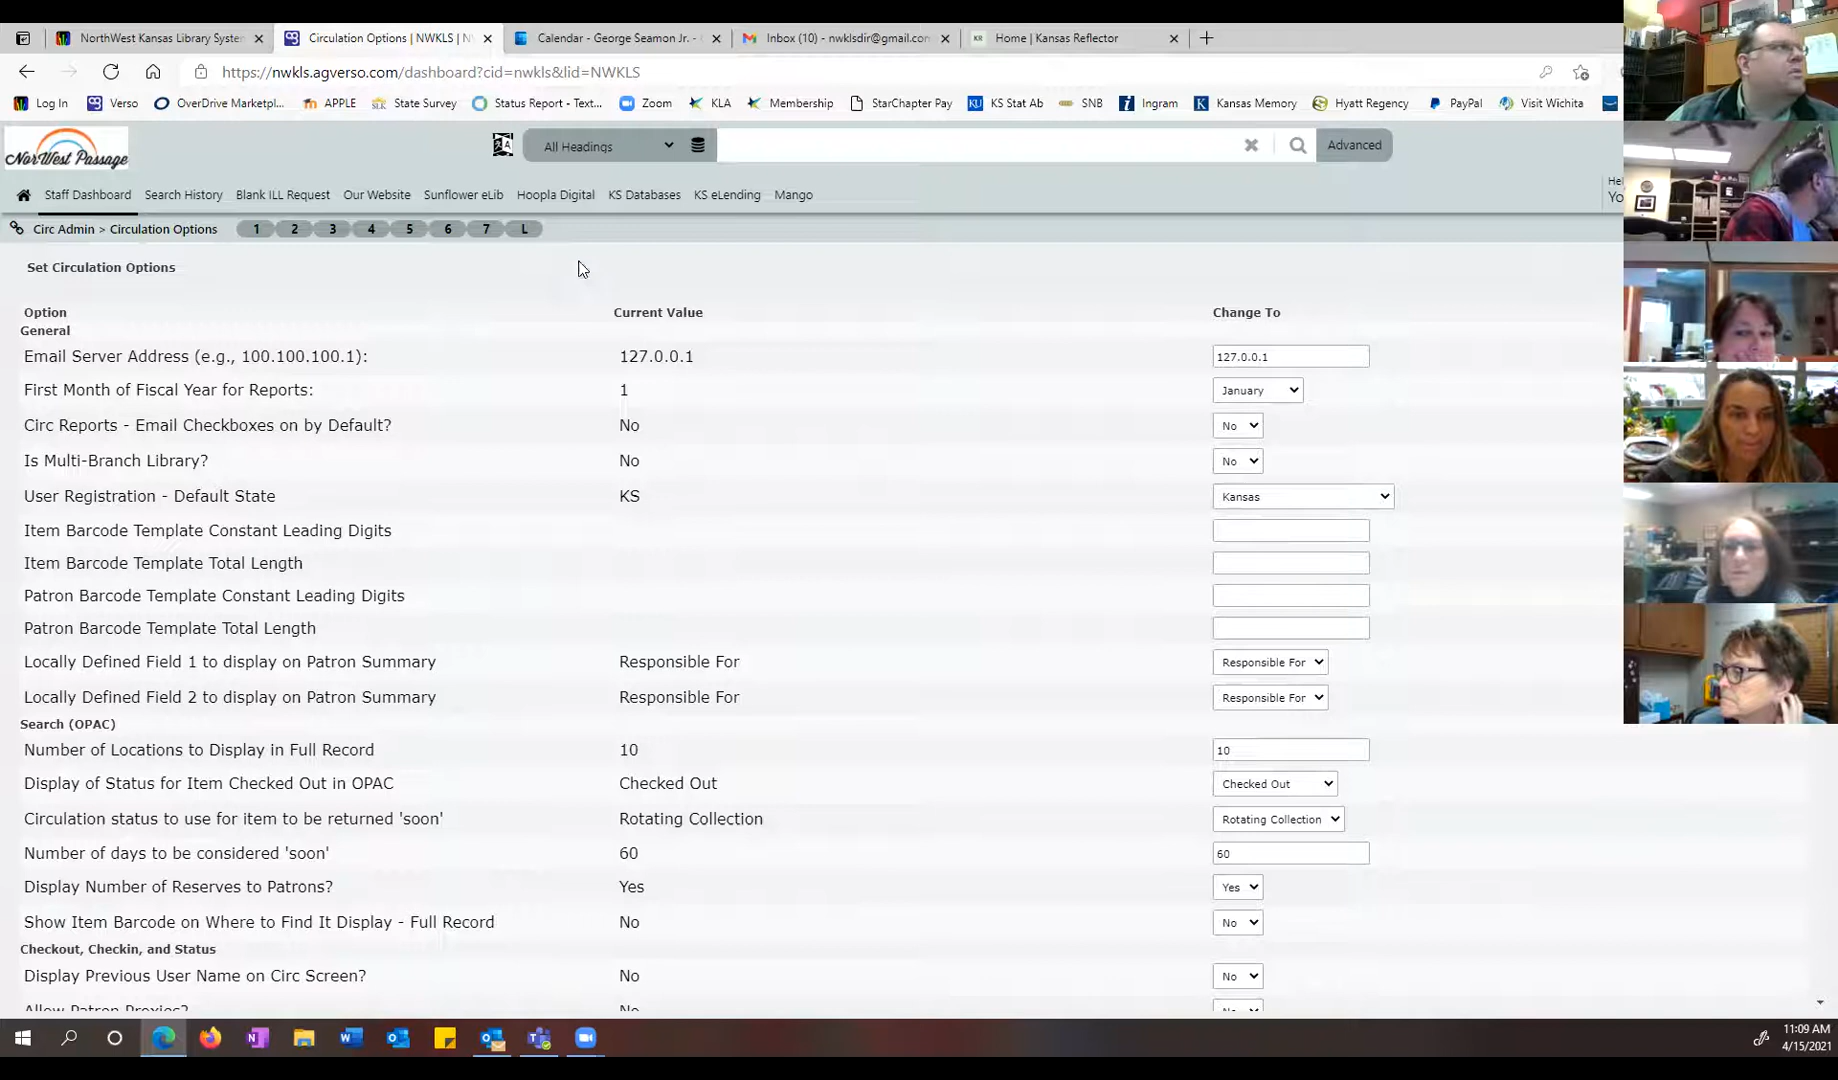 NorthWest Kansas Library System
Circulation Options | NWKLS | N
Calendar - George Seamon Jr. -
Inbox (10) - nwklsdir@gmail.con
KR Home | Kansas Reflector
https://nwkls.agverso.com/dashboard?cid=nwkls&lid=NWKLS
Log In
Verso
OverDrive Marketpl...
APPLE
State Survey
Status Report - Text...
Zoom
KLA
Membership
StarChapter Pay
KS Stat Ab
SNB
Ingram
Kansas Memory
Hyatt Regency
PayPal
Visit Wichita
NorWest Passage
All Headings
Advanced
Staff Dashboard
Search History
Blank ILL Request
Our Website
Sunflower eLib
Hoopla Digital
KS Databases
KS eLending
Mango
Hel
Yo
Circ Admin > Circulation Options
1 2 3 4 5 6 7 L
Set Circulation Options
Option Current Value Change To
General
Email Server Address (e.g., 100.100.100.1): 127.0.0.1 127.0.0.1
First Month of Fiscal Year for Reports: 1 January
Circ Reports - Email Checkboxes on by Default? No No
Is Multi-Branch Library? No No
User Registration - Default State KS Kansas
Item Barcode Template Constant Leading Digits
Item Barcode Template Total Length
Patron Barcode Template Constant Leading Digits
Patron Barcode Template Total Length
Locally Defined Field 1 to display on Patron Summary Responsible For Responsible For
Locally Defined Field 2 to display on Patron Summary Responsible For Responsible For
Search (OPAC)
Number of Locations to Display in Full Record 10 10
Display of Status for Item Checked Out in OPAC Checked Out Checked Out
Circulation status to use for item to be returned 'soon' Rotating Collection Rotating Collection
Number of days to be considered 'soon' 60 60
Display Number of Reserves to Patrons? Yes Yes
Show Item Barcode on Where to Find It Display - Full Record No No
Checkout, Checkin, and Status
Display Previous User Name on Circ Screen? No No
Allow Patron Proxies? No
11:09 AM
4/15/2021